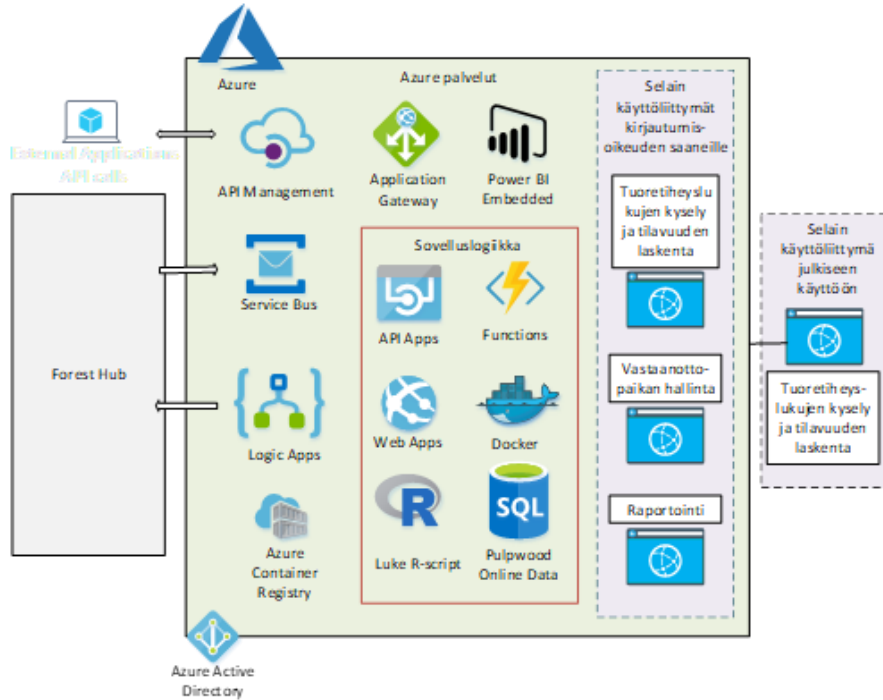 Azure
Azure palvelut
External Applications
API calls
API Management
Application
Gateway
Power BI
Embedded
Selain
käyttöliittymät
kirjautumis-
oikeuden saaneille
Forest Hub
Service Bus
Logic Apps
Azure
Container
Registry
Sovelluslogiikka
API Apps
Functions
Web Apps
Docker
R
Luke R-script
SQL
Pulpwood
Online Data
Tuoretiheyslu
kujen kysely
ja tilavuuden
laskenta
Vastaanotto-
paikan hallinta
Raportointi
Selain
käyttöliittymä
julkiseen
käyttöön
Tuoretiheys-
lukujen kysely
ja tilavuuden
laskenta
Azure Active
Directory